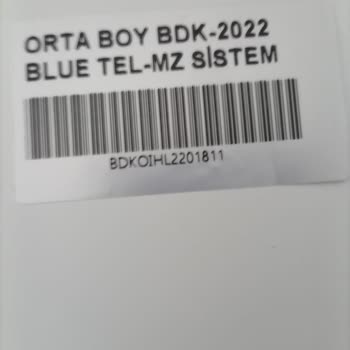 ORTA BOY BDK-2022
BLUE TEL-MZ SİSTEM
BDKOIHL2201811